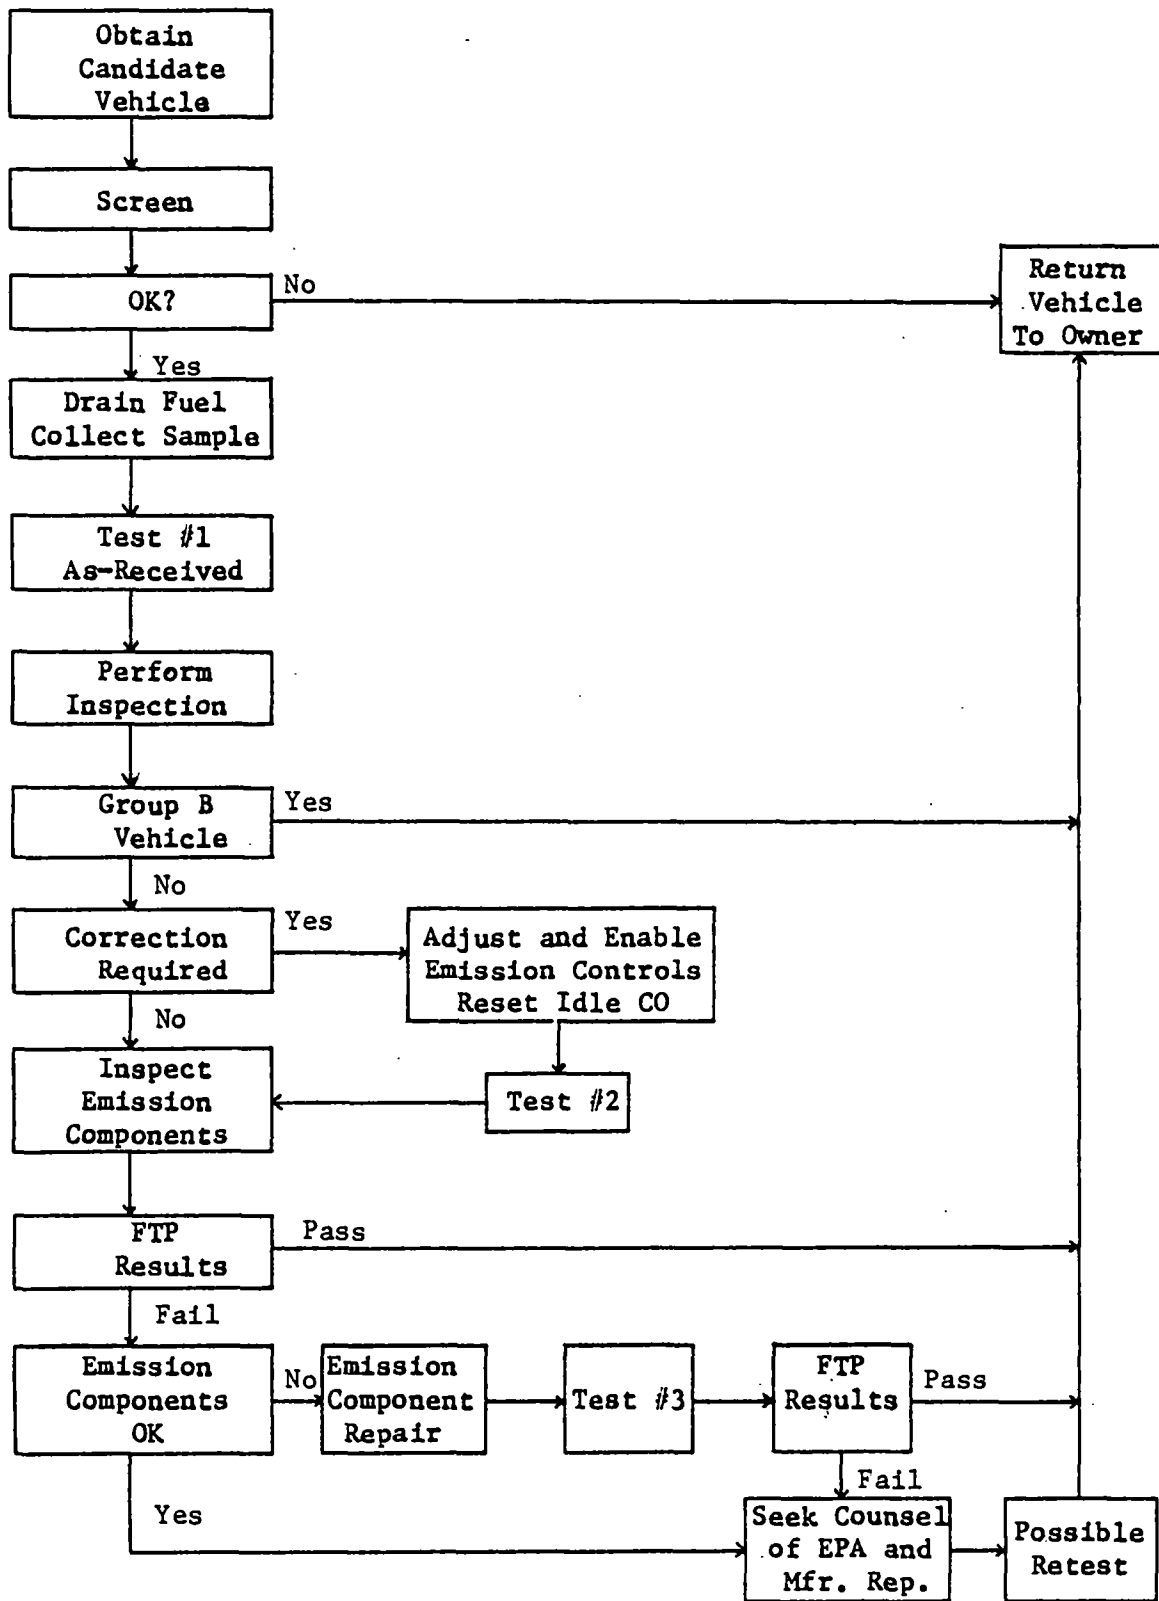 Obtain
Candidate
Vehicle
Screen
OK?
No
Return
Vehicle
To Owner
Yes
Drain Fuel
Collect Sample
Test #1
As-Received
Perform
Inspection
Group B
Vehicle
Yes
No
Correction
Required
Yes
Adjust and Enable
Emission Controls
Reset Idle CO
No
Inspect
Emission
Components
Test #2
FTP
Results
Pass
Fail
Emission
Components
OK
No
Emission
Component
Repair
Test #3
FTP
Results
Pass
Fail
Yes
Seek Counsel
of EPA and
Mfr. Rep.
Possible
Retest